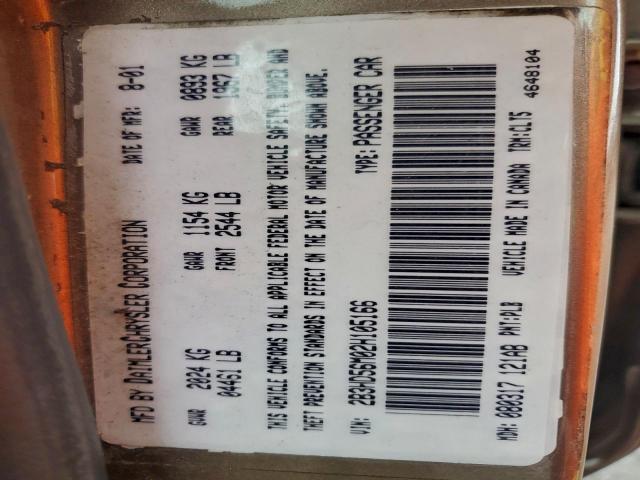 MFD BY DAIMLERCHRYSLER CORPORATION DATE OF MFR: 8-01
GVWR 2024 KG GAWR 1154 KG GAWR 0893 KG
04461 LB FRONT 2544 LB REAR 1967 LB
THIS VEHICLE CONFORMS TO ALL APPLICABLE FEDERAL MOTOR VEHICLE SAFETY, BUMPER AND
THEFT PREVENTION STANDARDS IN EFFECT ON THE DATE OF MANUFACTURE SHOWN ABOVE.
VIN: 2B3HD56M02H105166 TYPE: PASSENGER CAR
MDH: 080317 121AB PNT:PLB VEHICLE MADE IN CANADA TRM:CLT5
4648104